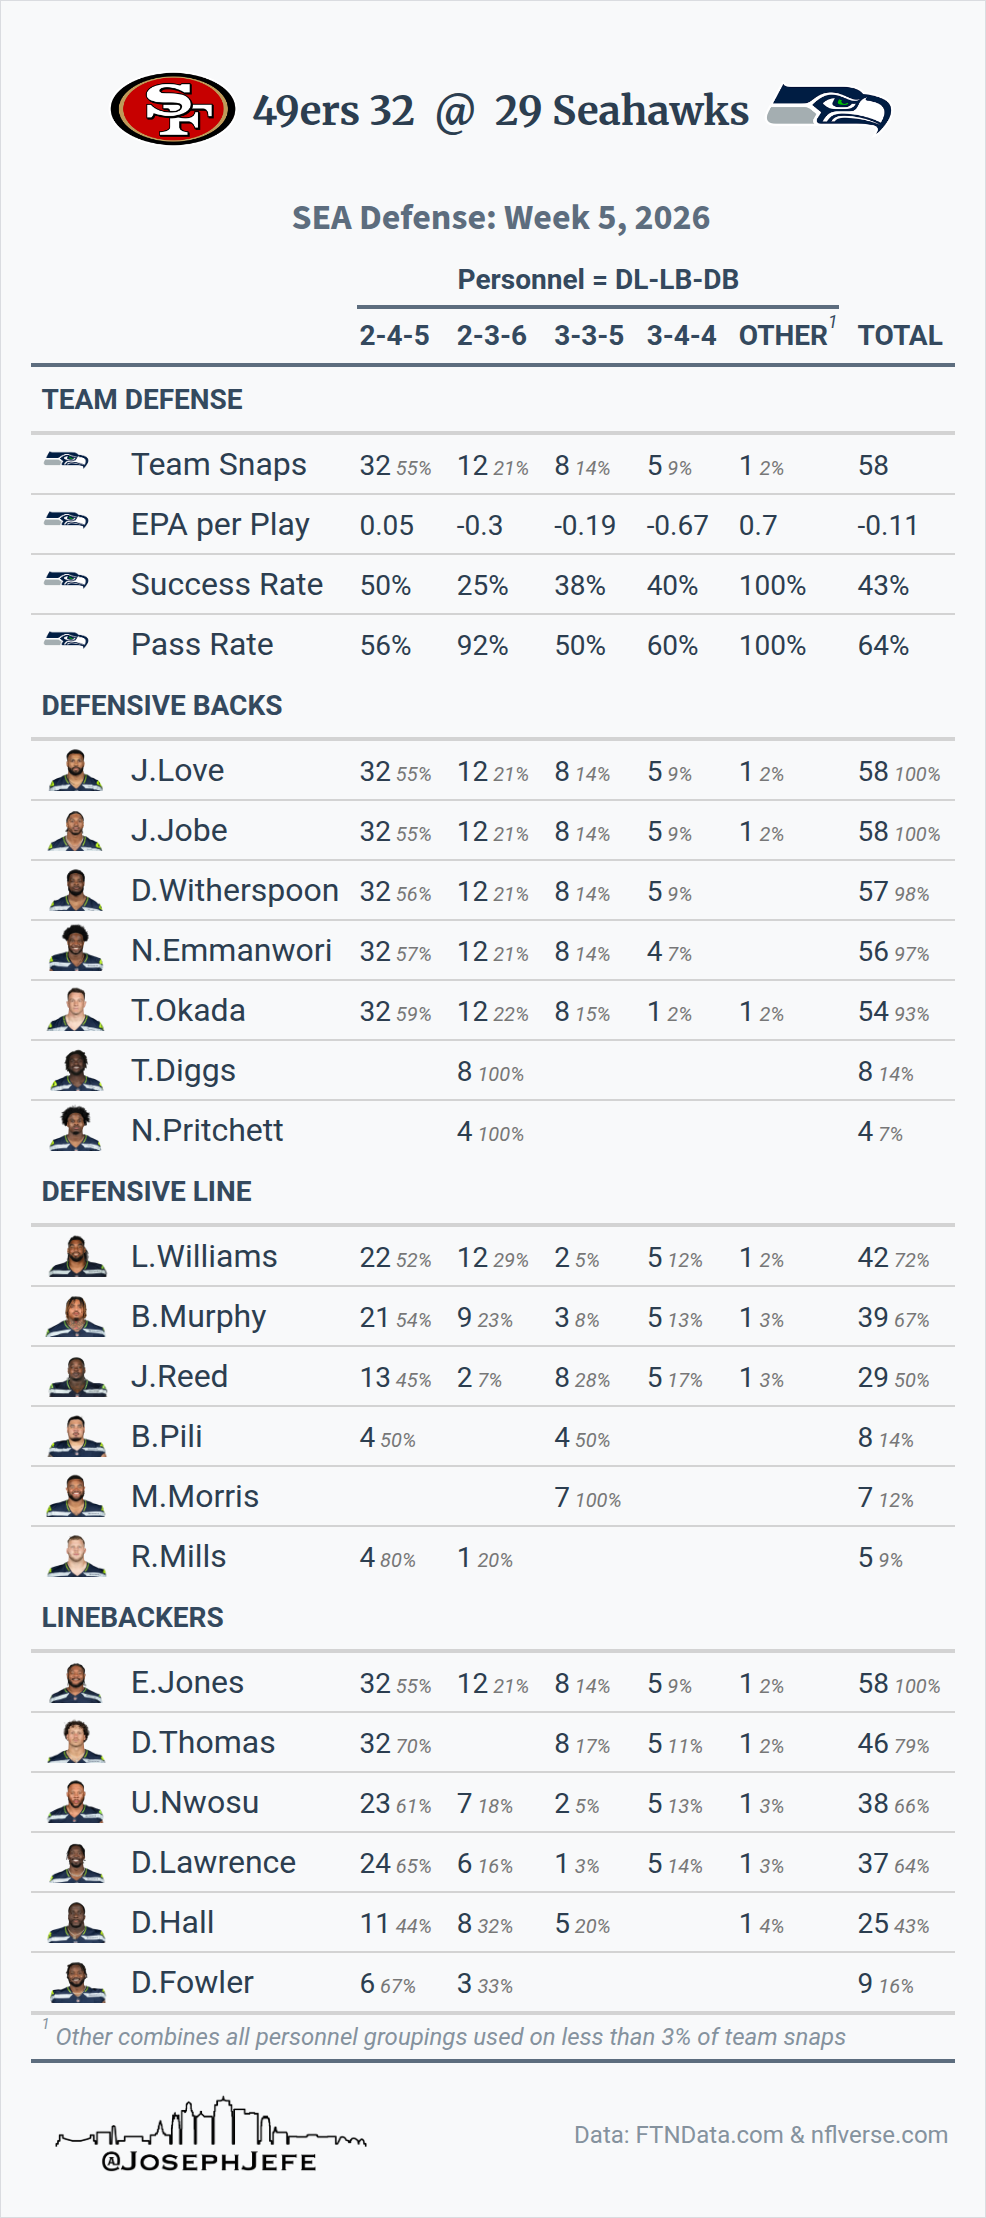 SF 49ers 32 @ 29 Seahawks
SEA Defense: Week 5, 2026
Personnel = DL-LB-DB
2-4-5 2-3-6 3-3-5 3-4-4 OTHER1 TOTAL
TEAM DEFENSE
Team Snaps 32 55% 12 21% 8 14% 5 9% 1 2% 58
EPA per Play 0.05 -0.3 -0.19 -0.67 0.7 -0.11
Success Rate 50% 25% 38% 40% 100% 43%
Pass Rate 56% 92% 50% 60% 100% 64%
DEFENSIVE BACKS
J.Love 32 55% 12 21% 8 14% 5 9% 1 2% 58 100%
J.Jobe 32 55% 12 21% 8 14% 5 9% 1 2% 58 100%
D.Witherspoon 32 56% 12 21% 8 14% 5 9% 57 98%
N.Emmanwori 32 57% 12 21% 8 14% 4 7% 56 97%
T.Okada 32 59% 12 22% 8 15% 1 2% 1 2% 54 93%
T.Diggs 8 100% 8 14%
N.Pritchett 4 100% 4 7%
DEFENSIVE LINE
L.Williams 22 52% 12 29% 2 5% 5 12% 1 2% 42 72%
B.Murphy 21 54% 9 23% 3 8% 5 13% 1 3% 39 67%
J.Reed 13 45% 2 7% 8 28% 5 17% 1 3% 29 50%
B.Pili 4 50% 4 50% 8 14%
M.Morris 7 100% 7 12%
R.Mills 4 80% 1 20% 5 9%
LINEBACKERS
E.Jones 32 55% 12 21% 8 14% 5 9% 1 2% 58 100%
D.Thomas 32 70% 8 17% 5 11% 1 2% 46 79%
U.Nwosu 23 61% 7 18% 2 5% 5 13% 1 3% 38 66%
D.Lawrence 24 65% 6 16% 1 3% 5 14% 1 3% 37 64%
D.Hall 11 44% 8 32% 5 20% 1 4% 25 43%
D.Fowler 6 67% 3 33% 9 16%
1 Other combines all personnel groupings used on less than 3% of team snaps
@JosephJefe
Data: FTNData.com & nflverse.com